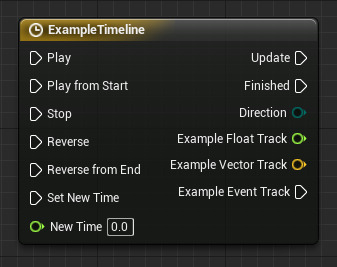 ExampleTimeline
Play Update
Play from Start Finished
Stop Direction
Reverse Example Float Track
Reverse from End Example Vector Track
Set New Time Example Event Track
New Time 0.0